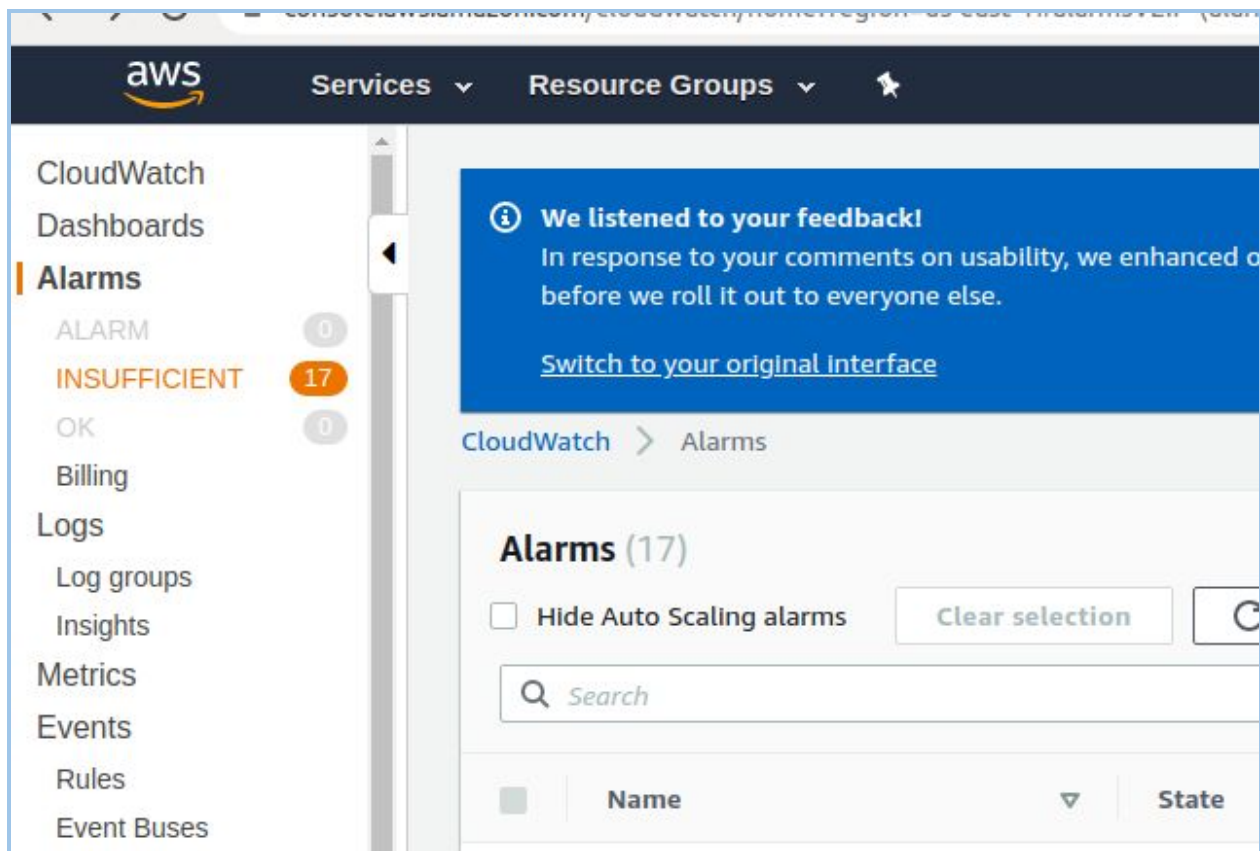 aws
Services
Resource Groups
CloudWatch
Dashboards
Alarms
ALARM 0
INSUFFICIENT 17
OK 0
Billing
Logs
Log groups
Insights
Metrics
Events
Rules
Event Buses
We listened to your feedback!
In response to your comments on usability, we enhanced
before we roll it out to everyone else.
Switch to your original interface
CloudWatch > Alarms
Alarms (17)
Hide Auto Scaling alarms
Clear selection
Search
Name
State